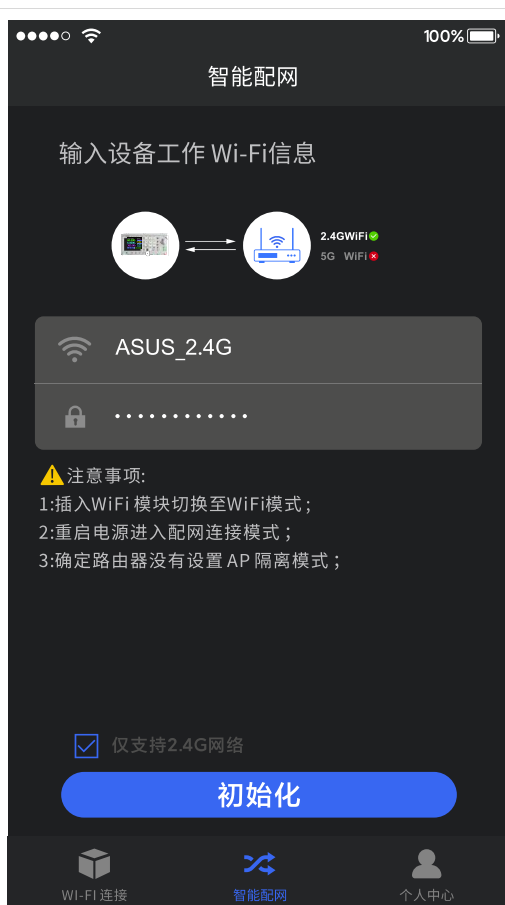 100%
智能配网
输入设备工作 Wi-Fi信息
2.4GWiFi
5G WiFi
ASUS_2.4G
••••••••••••
注意事项:
1:插入WiFi 模块切换至WiFi模式；
2:重启电源进入配网连接模式；
3:确定路由器没有设置 AP 隔离模式；
仅支持2.4G网络
初始化
WI-FI 连接
智能配网
个人中心